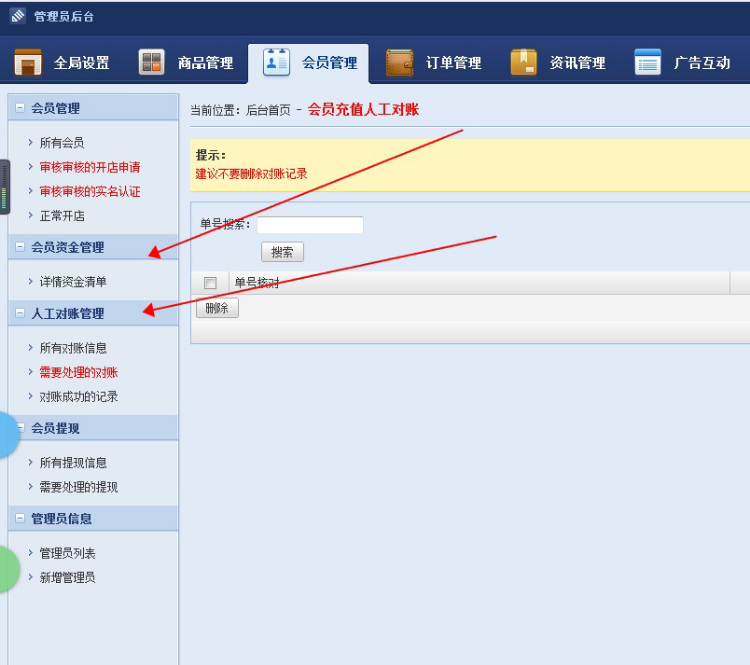 管理员后台
全局设置
商品管理
会员管理
订单管理
资讯管理
广告互动
会员管理
所有会员
审核审核的开店申请
审核审核的实名认证
正常开店
会员资金管理
详情资金清单
人工对账管理
所有对账信息
需要处理的对账
对账成功的记录
会员提现
所有提现信息
需要处理的提现
管理员信息
管理员列表
新增管理员
当前位置：后台首页 - 会员充值人工对账
提示：
建议不要删除对账记录
单号搜索：
搜索
单号核对
删除